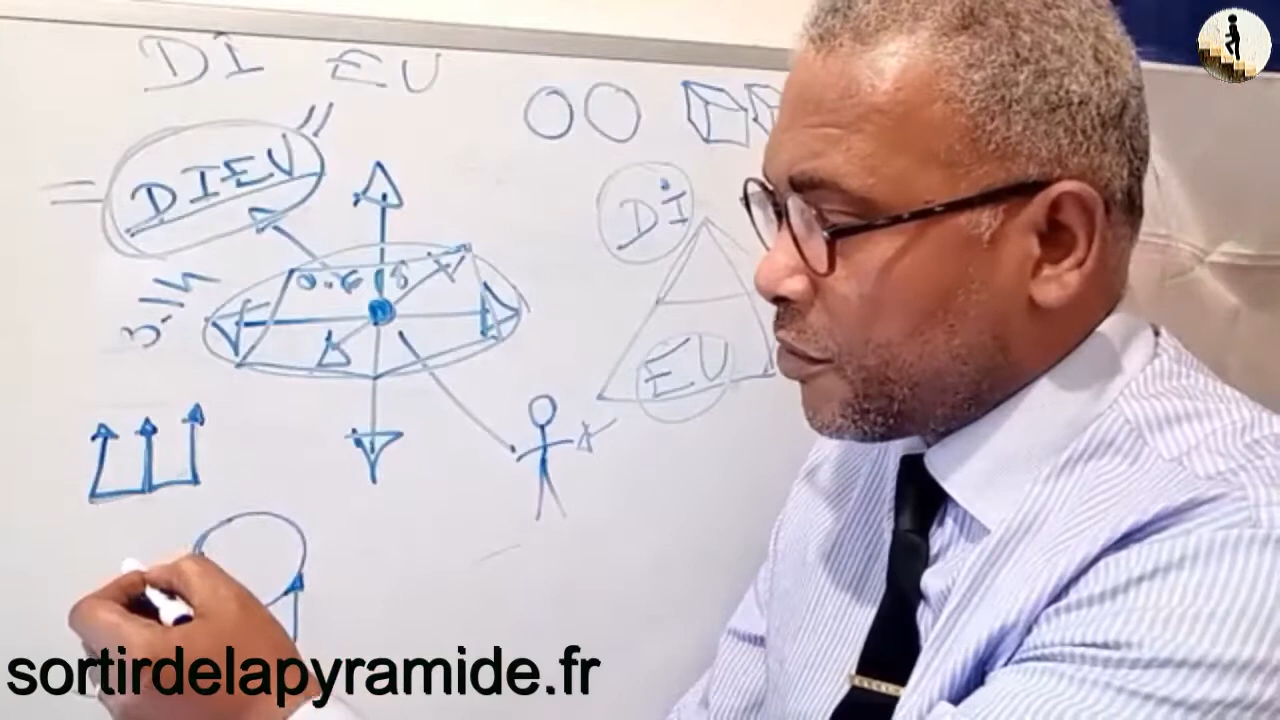 DI EU
DIEU
Di
0.618
3.14
EU
sortirdelapyramide.fr